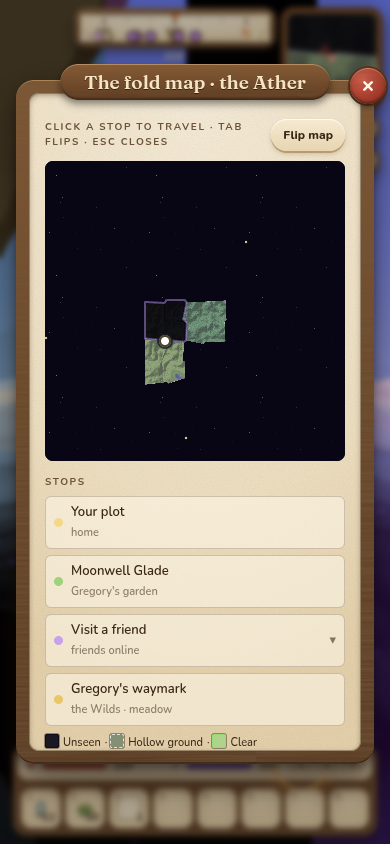 The fold map · the Ather
CLICK A STOP TO TRAVEL · TAB
FLIPS · ESC CLOSES
Flip map
STOPS
Your plot
home
Moonwell Glade
Gregory's garden
Visit a friend
friends online
Gregory's waymark
the Wilds · meadow
Unseen · Hollow ground · Clear